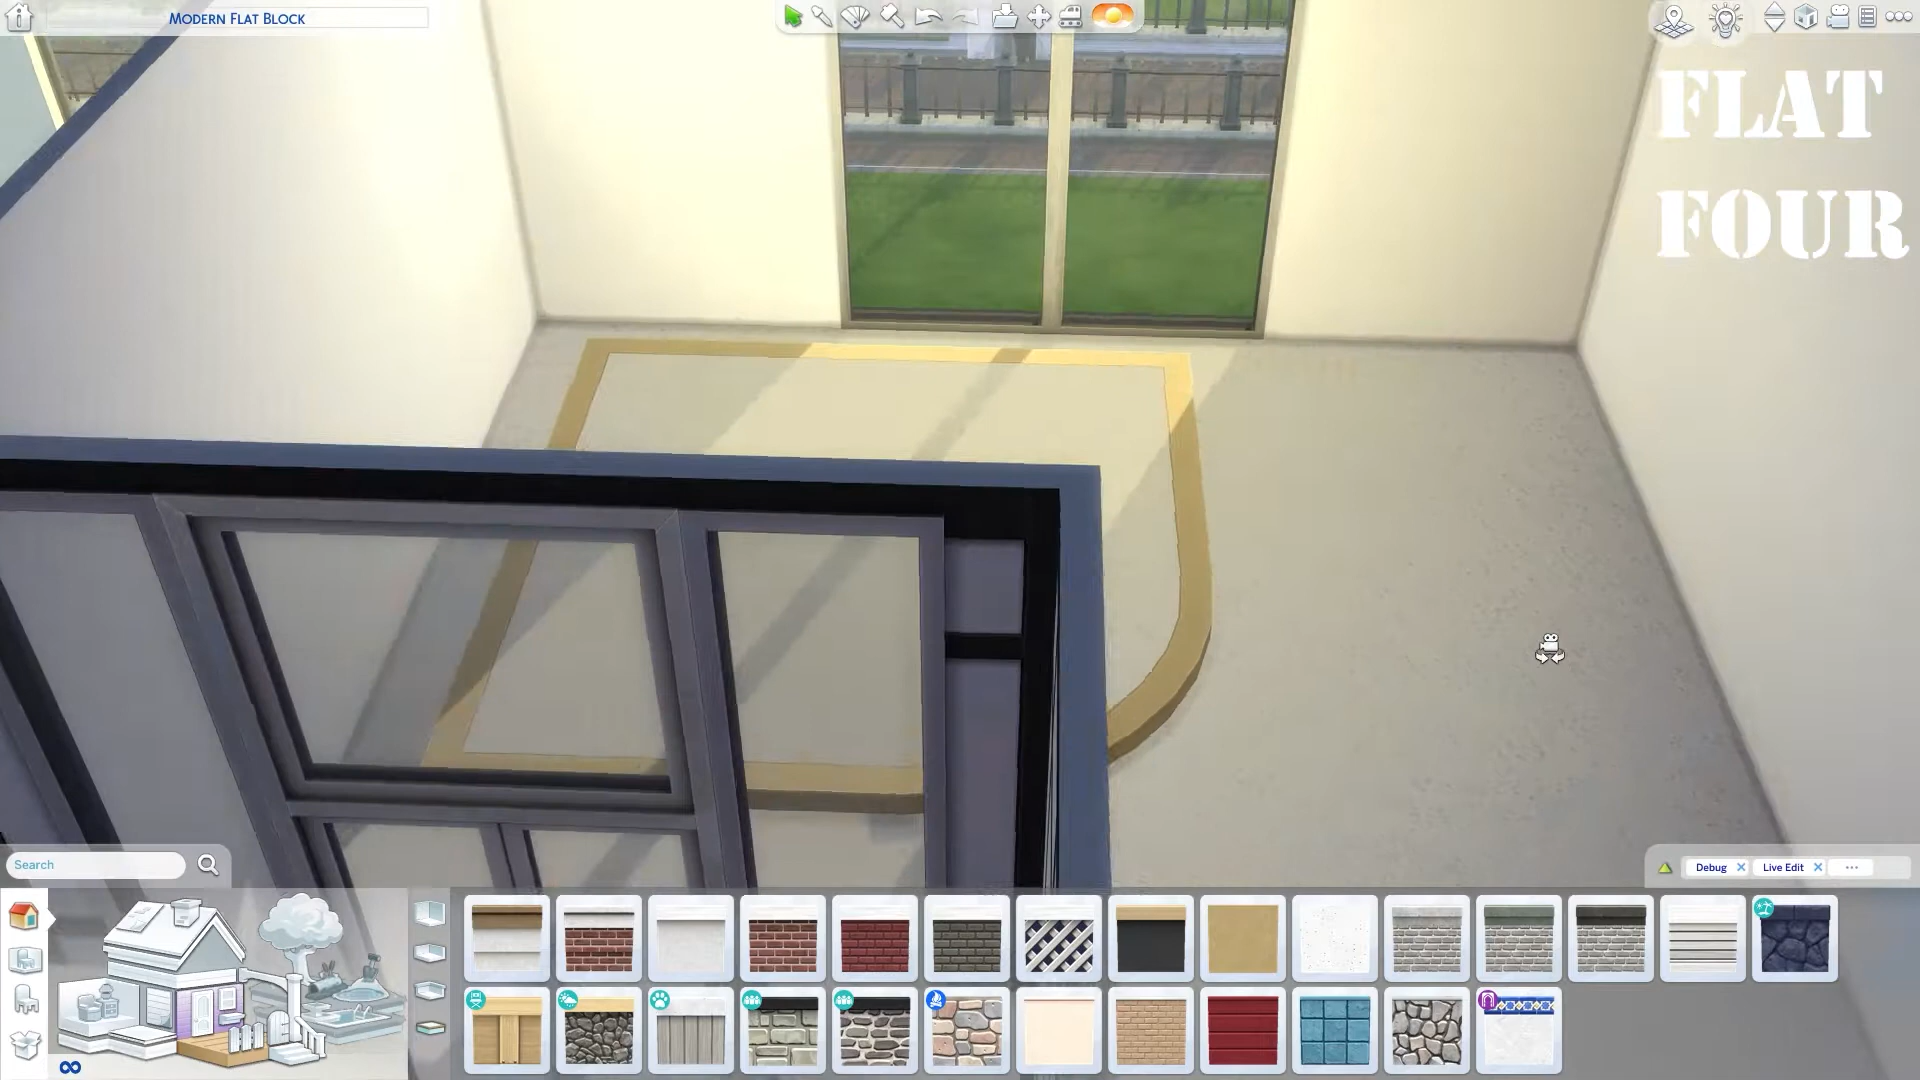 MODERN FLAT BLOCK
FLAT
FOUR
Search
Debug
Live Edit